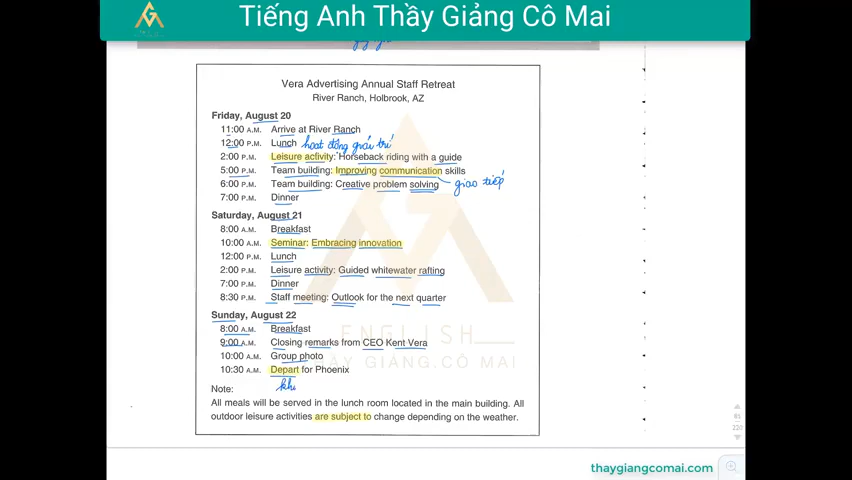 Tiếng Anh Thầy Giảng Cô Mai
Vera Advertising Annual Staff Retreat
River Ranch, Holbrook, AZ
Friday, August 20
11:00 A.M. Arrive at River Ranch
12:00 P.M. Lunch hoạt động giải trí
2:00 P.M. Leisure activity: Horseback riding with a guide
5:00 P.M. Team building: Improving communication skills
6:00 P.M. Team building: Creative problem solving giao tiếp
7:00 P.M. Dinner
Saturday, August 21
8:00 A.M. Breakfast
10:00 A.M. Seminar: Embracing innovation
12:00 P.M. Lunch
2:00 P.M. Leisure activity: Guided whitewater rafting
7:00 P.M. Dinner
8:30 P.M. Staff meeting: Outlook for the next quarter
Sunday, August 22
8:00 A.M. Breakfast
ENGLISH
9:00 A.M. Closing remarks from CEO Kent Vera
10:00 A.M. Group photo
THẦY GIẢNG.CÔ MAI
10:30 A.M. Depart for Phoenix
khi
Note:
All meals will be served in the lunch room located in the main building. All
outdoor leisure activities are subject to change depending on the weather.
85
220
thaygiangcomai.com